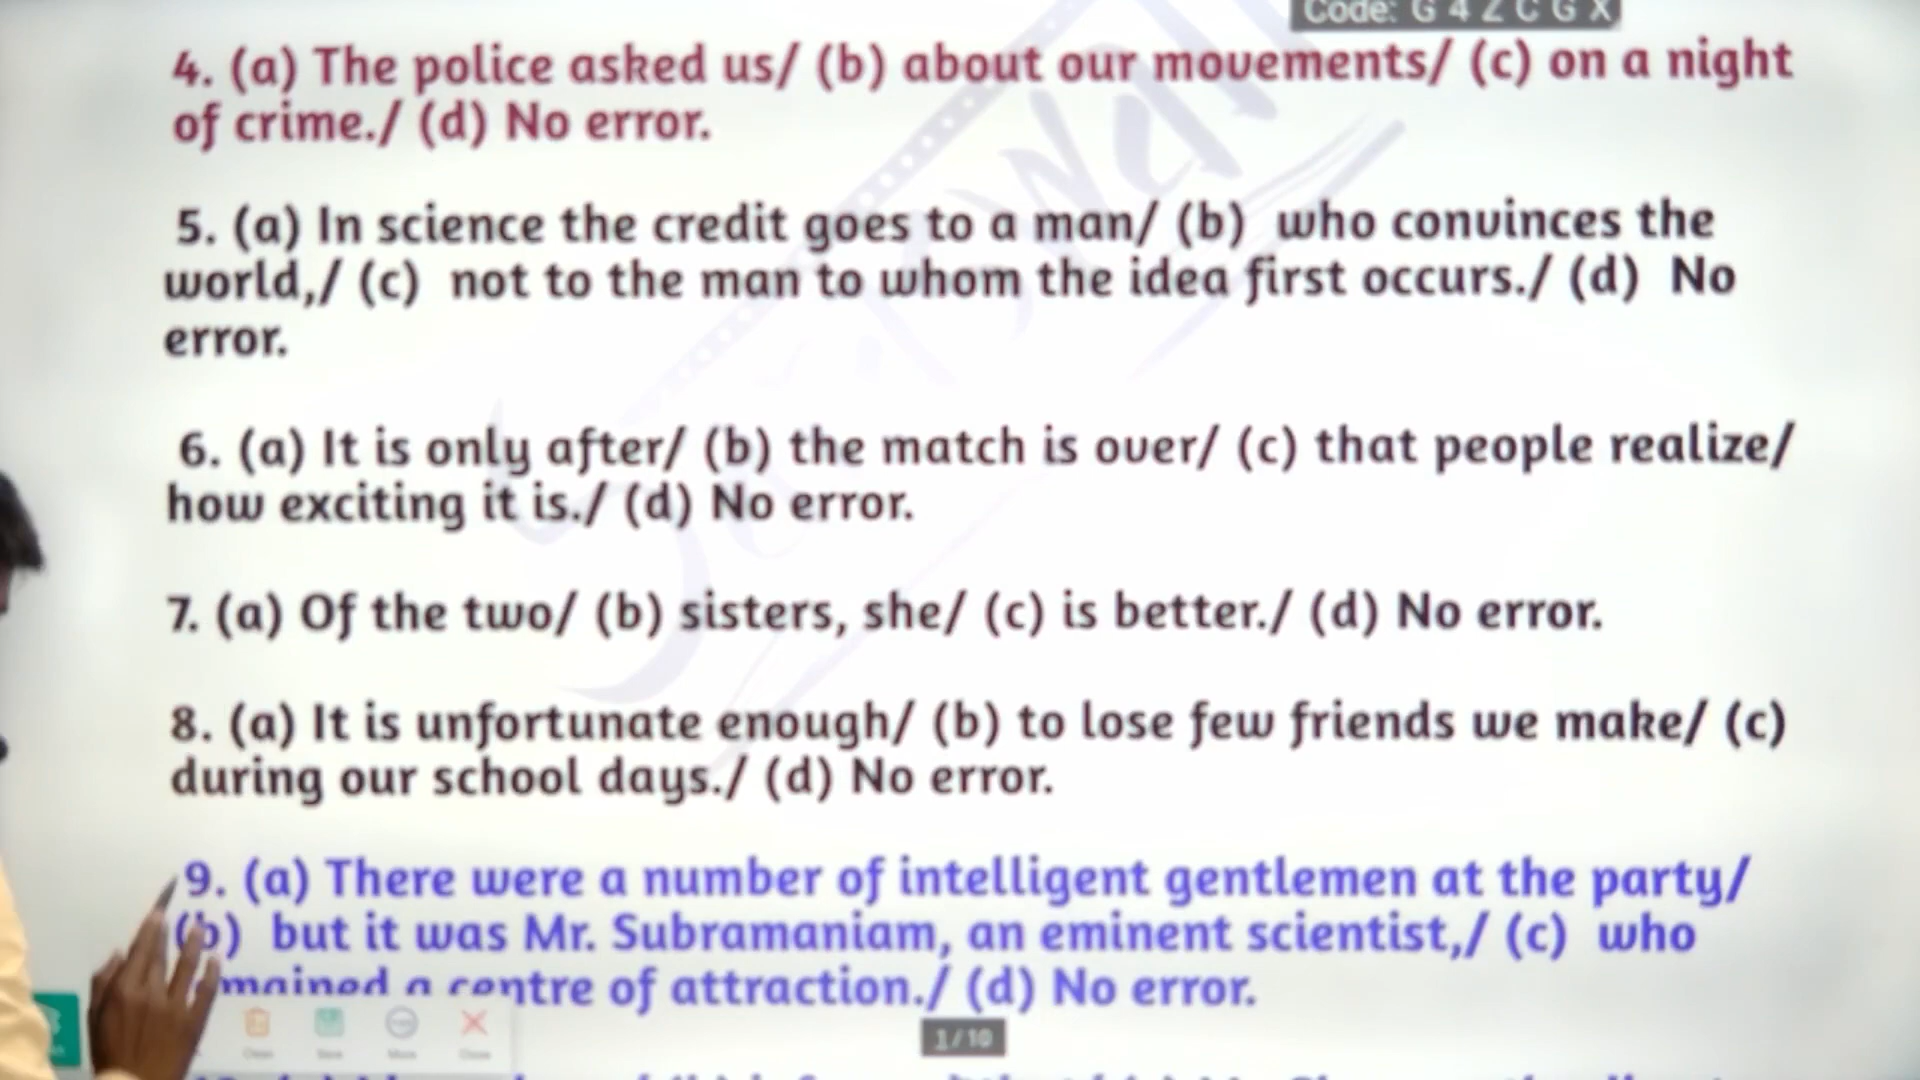 Code: G 4 Z C G X
4. (a) The police asked us/ (b) about our movements/ (c) on a night
of crime./ (d) No error.
5. (a) In science the credit goes to a man/ (b) who convinces the
world,/ (c) not to the man to whom the idea first occurs./ (d) No
error.
6. (a) It is only after/ (b) the match is over/ (c) that people realize/
how exciting it is./ (d) No error.
7. (a) Of the two/ (b) sisters, she/ (c) is better./ (d) No error.
8. (a) It is unfortunate enough/ (b) to lose few friends we make/ (c)
during our school days./ (d) No error.
9. (a) There were a number of intelligent gentlemen at the party/
(b) but it was Mr. Subramaniam, an eminent scientist,/ (c) who
mained a centre of attraction./ (d) No error.
Clean Save More Close
1/10